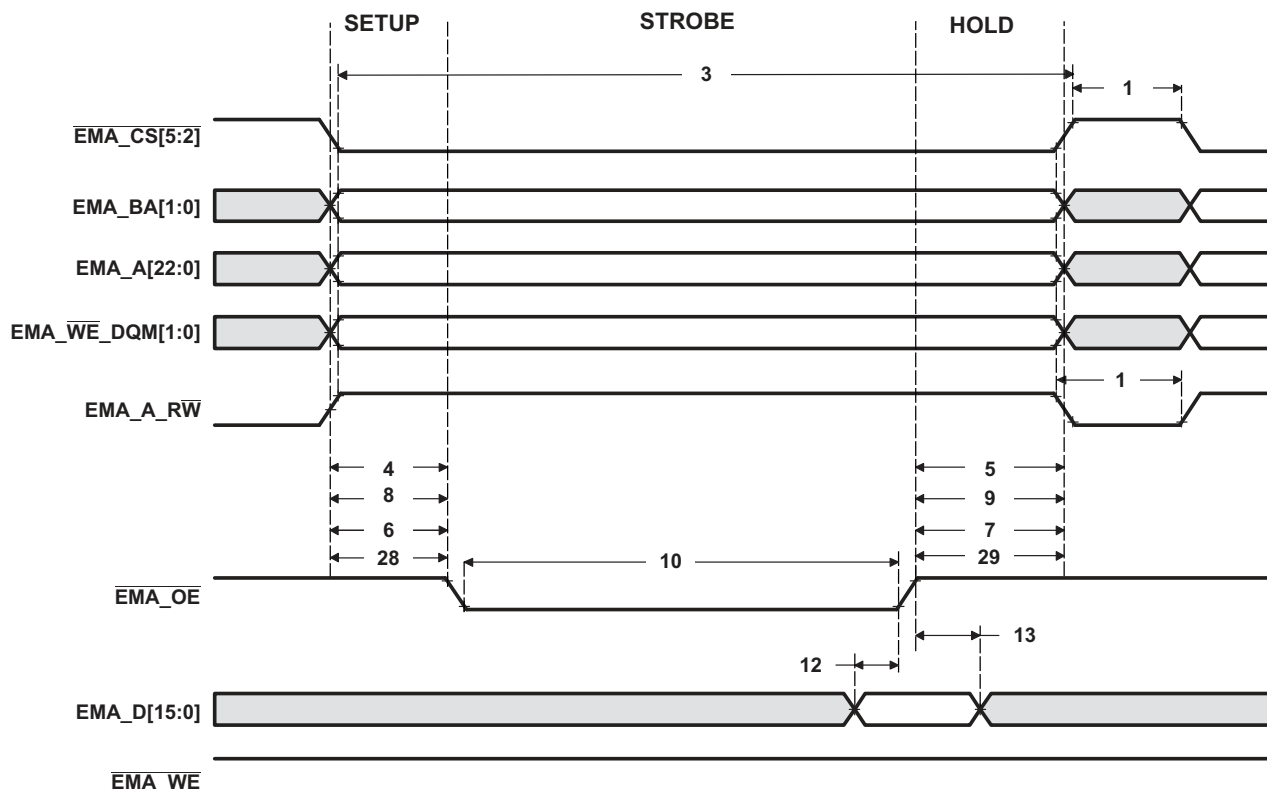 SETUP STROBE HOLD
3
1
EMA_CS[5:2]
EMA_BA[1:0]
EMA_A[22:0]
EMA_WE_DQM[1:0]
1
EMA_A_RW
4 5
8 9
6 7
28 29
10
EMA_OE
13
12
EMA_D[15:0]
EMA_WE